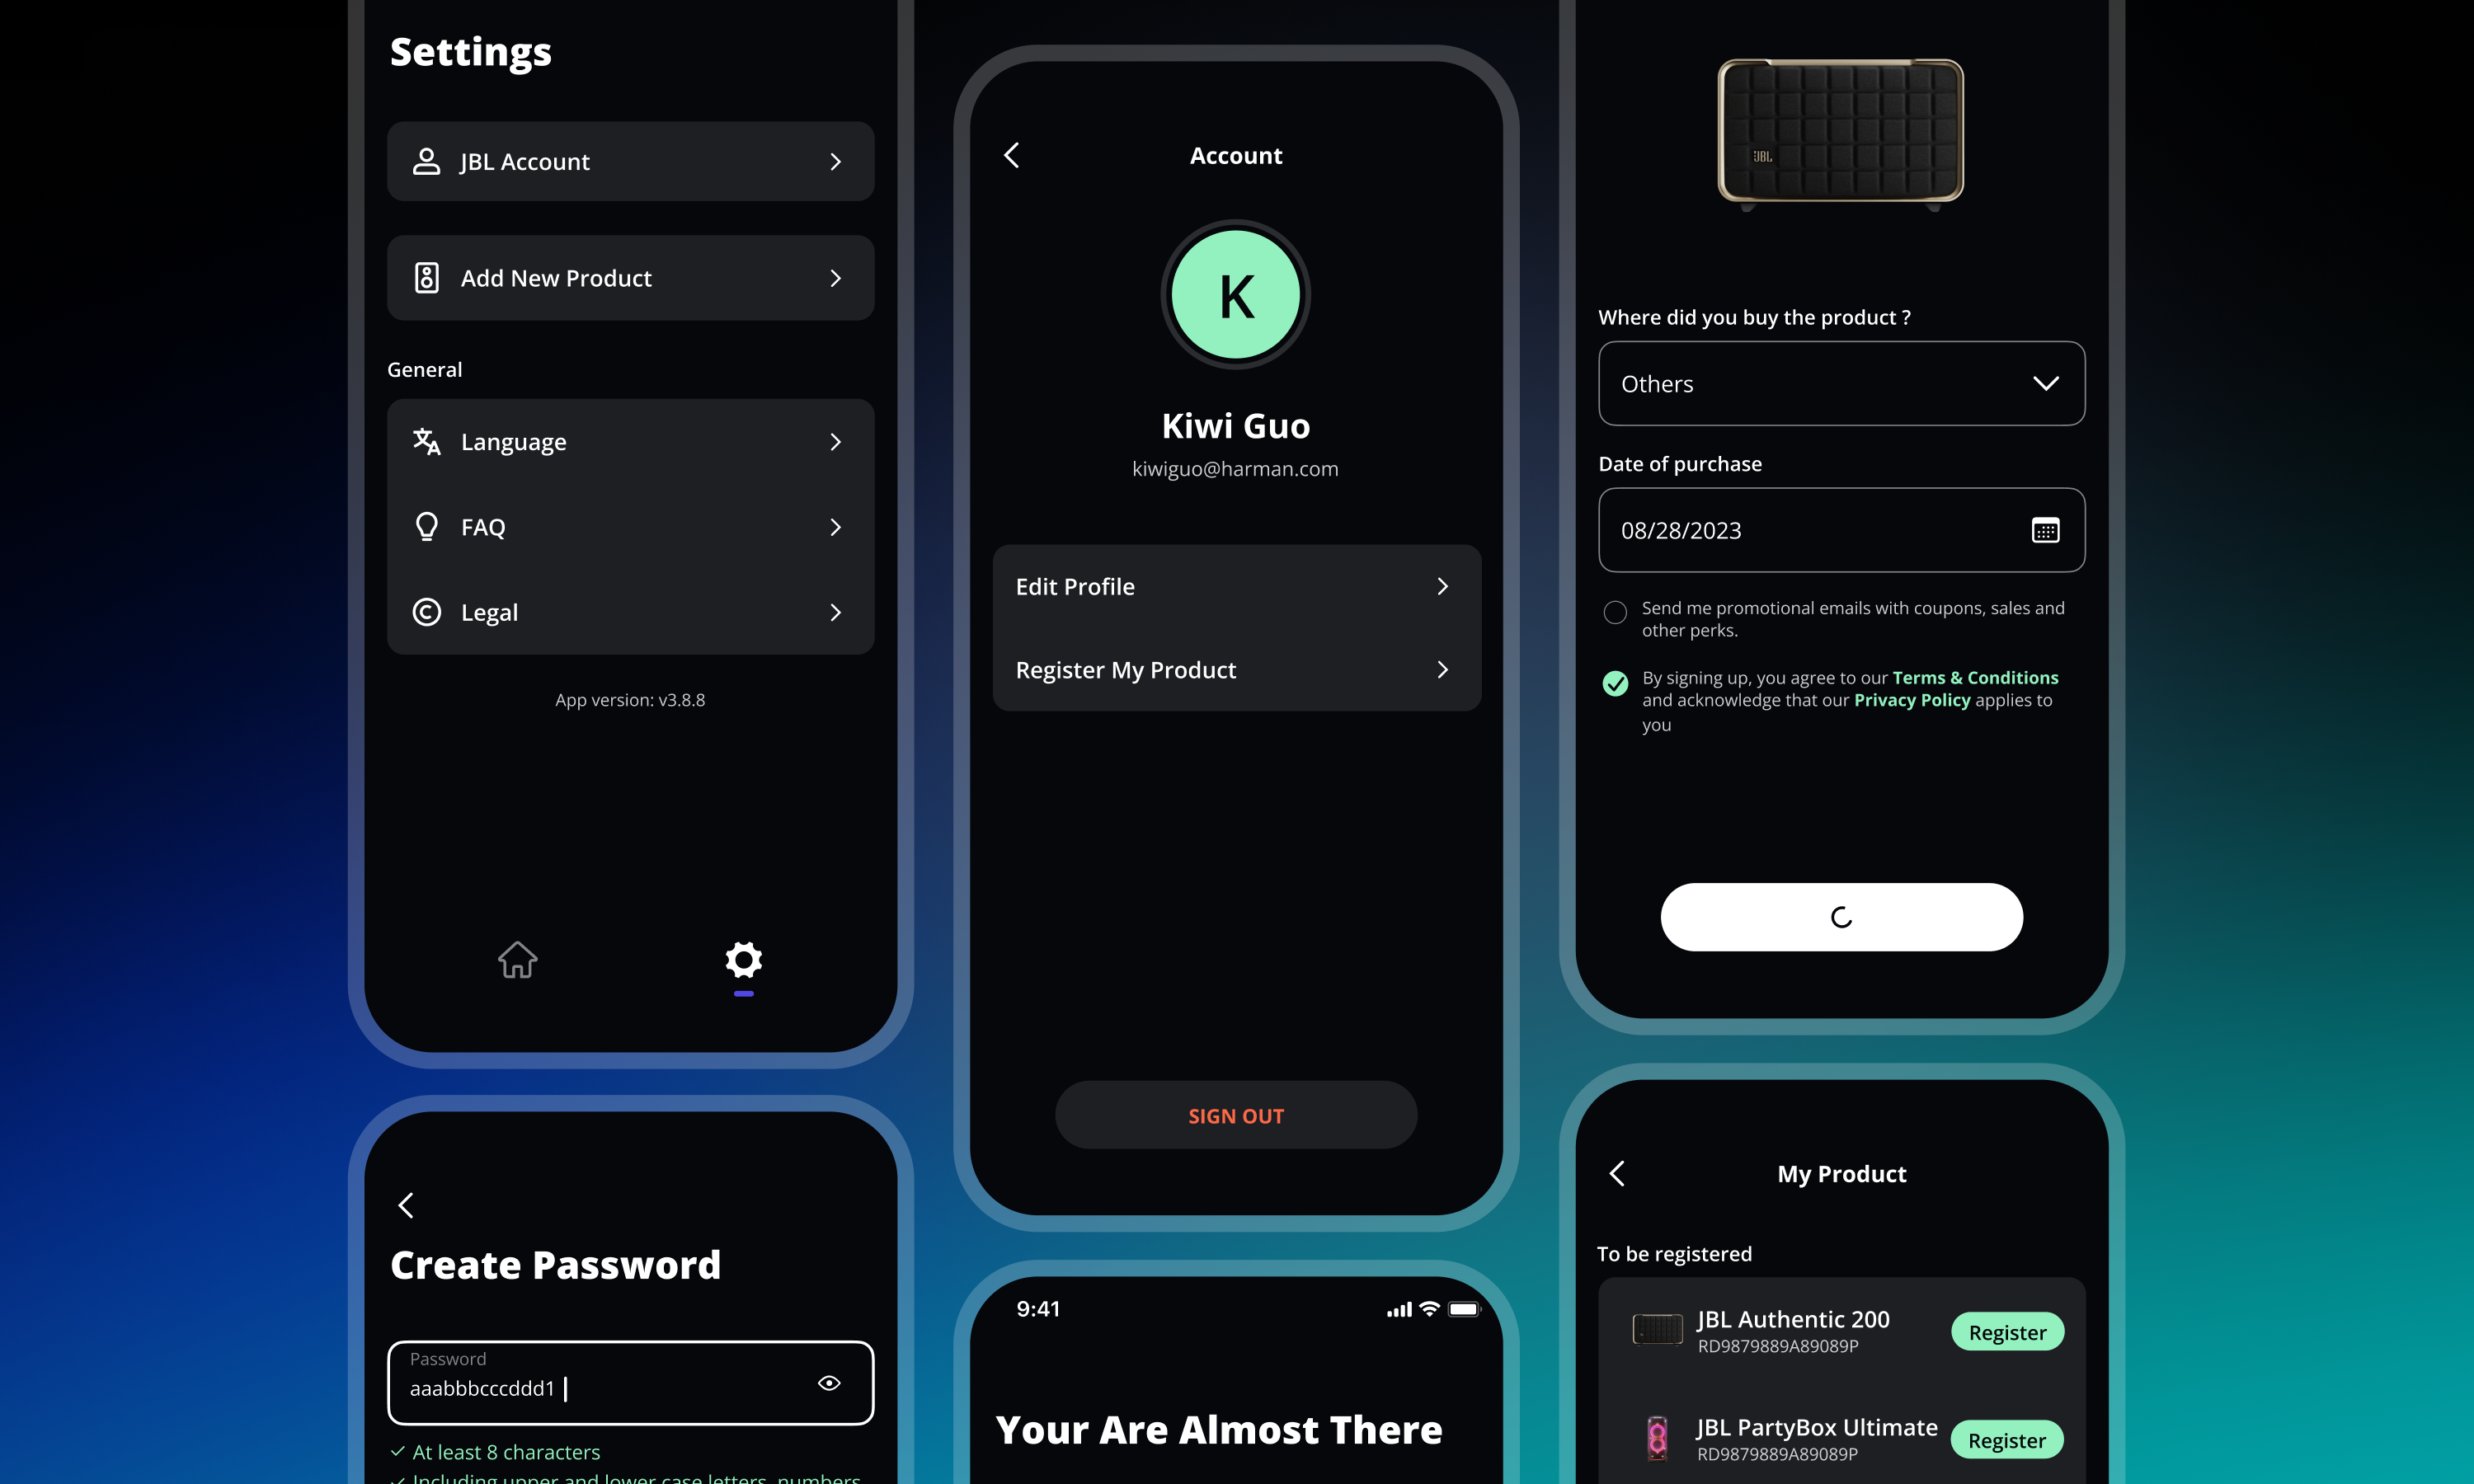 Settings
JBL Account
Add New Product
General
Language
FAQ
Legal
App version: v3.8.8
Create Password
Password
aaabbbcccddd1
At least 8 characters
Including upper and lower case letters, numbers
Account
K
Kiwi Guo
kiwiguo@harman.com
Edit Profile
Register My Product
SIGN OUT
9:41
Your Are Almost There
JBL
Where did you buy the product ?
Others
Date of purchase
08/28/2023
Send me promotional emails with coupons, sales and
other perks.
By signing up, you agree to our Terms & Conditions
and acknowledge that our Privacy Policy applies to
you
My Product
To be registered
JBL Authentic 200
RD9879889A89089P
Register
JBL PartyBox Ultimate
RD9879889A89089P
Register